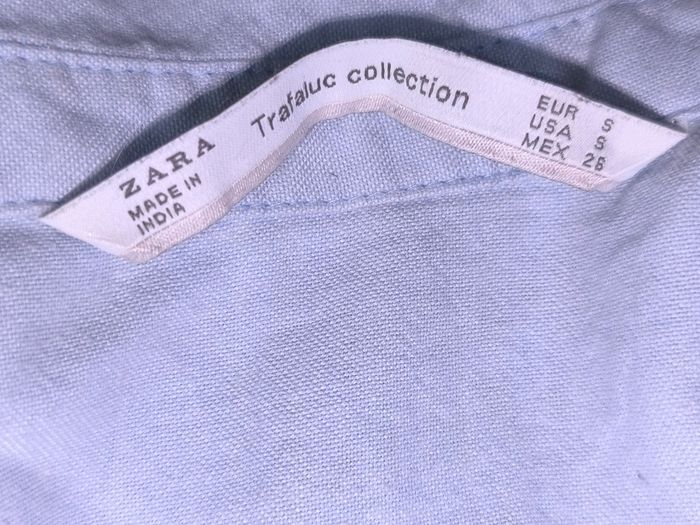 ZARA
MADE IN
INDIA
Trafaluc collection
EUR S
USA S
MEX 26